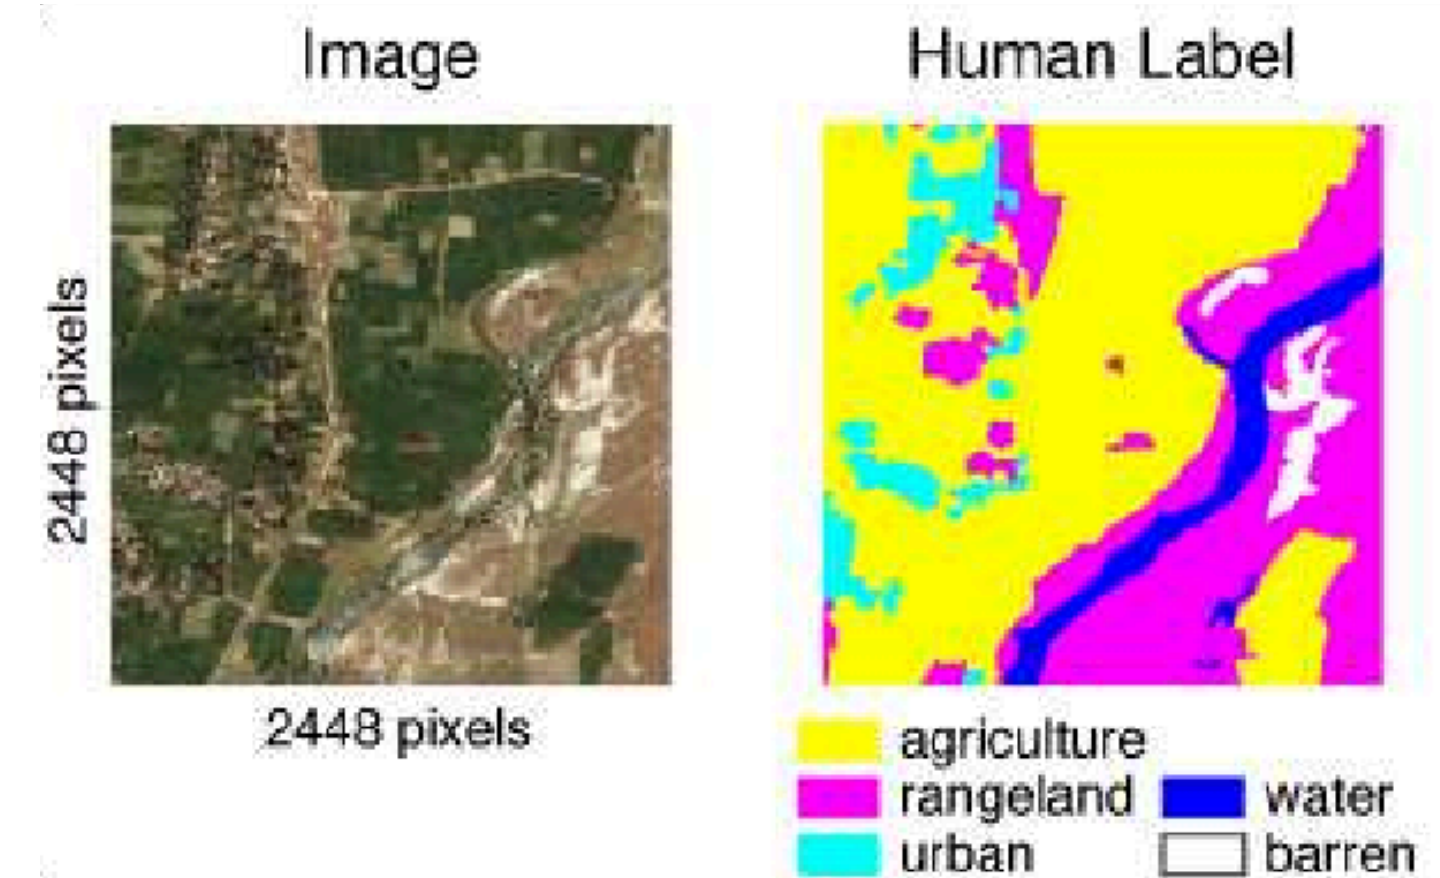 Image
Human Label
2448 pixels
2448 pixels
agriculture
rangeland
water
urban
barren